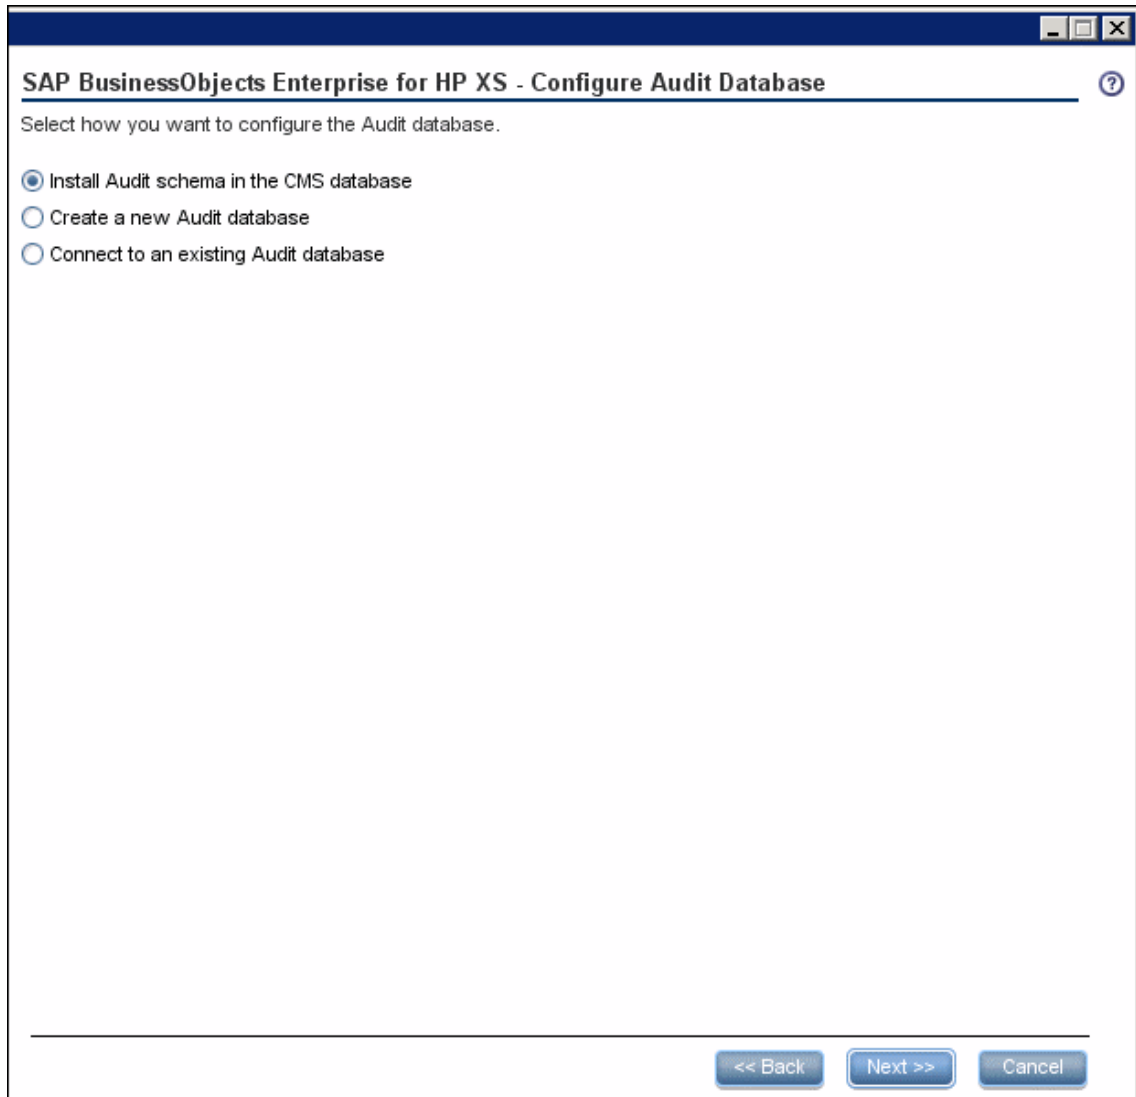 SAP BusinessObjects Enterprise for HP XS - Configure Audit Database
?
Select how you want to configure the Audit database.
Install Audit schema in the CMS database
Create a new Audit database
Connect to an existing Audit database
<< Back Next >> Cancel